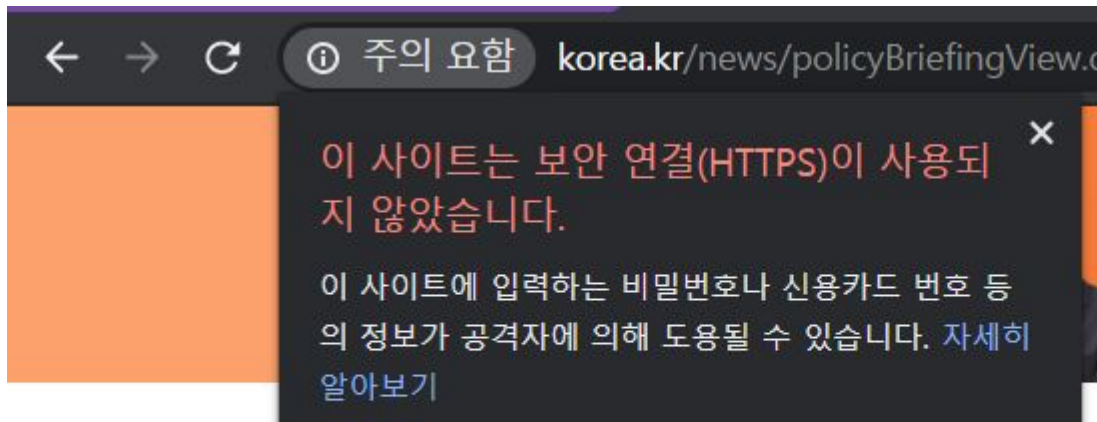 주의 요함 korea.kr/news/policyBriefingView.
이 사이트는 보안 연결(HTTPS)이 사용되
지 않았습니다.
이 사이트에 입력하는 비밀번호나 신용카드 번호 등
의 정보가 공격자에 의해 도용될 수 있습니다. 자세히
알아보기